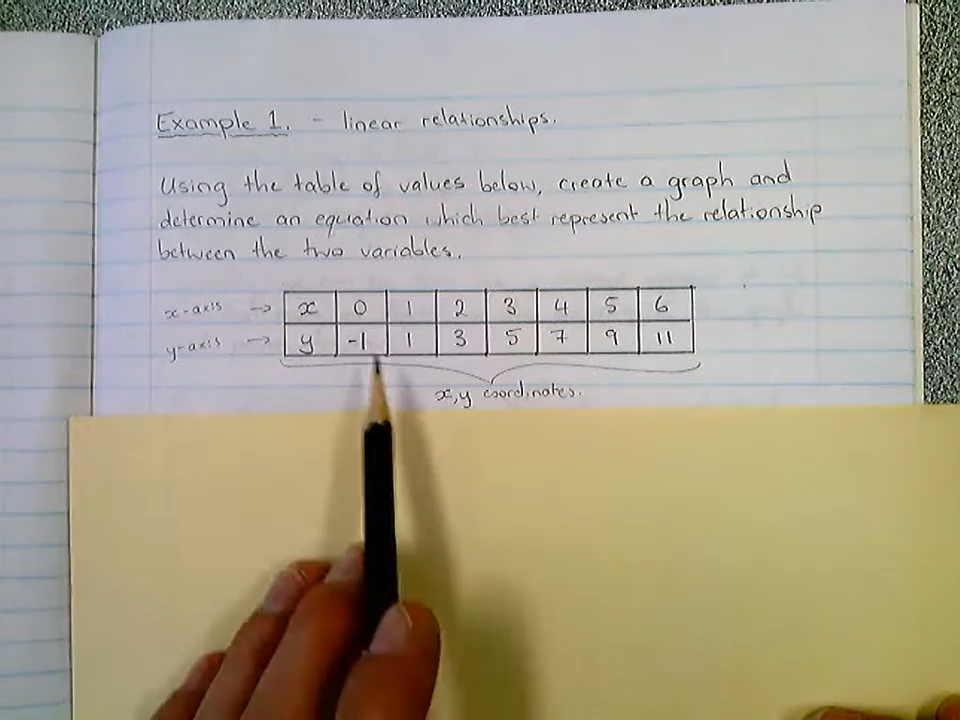 Example 1. - linear relationships.
Using the table of values below, create a graph and
determine an equation which best represent the relationship
between the two variables.
x-axis → x 0 1 2 3 4 5 6
y-axis → y -1 1 3 5 7 9 11
x,y coordinates.